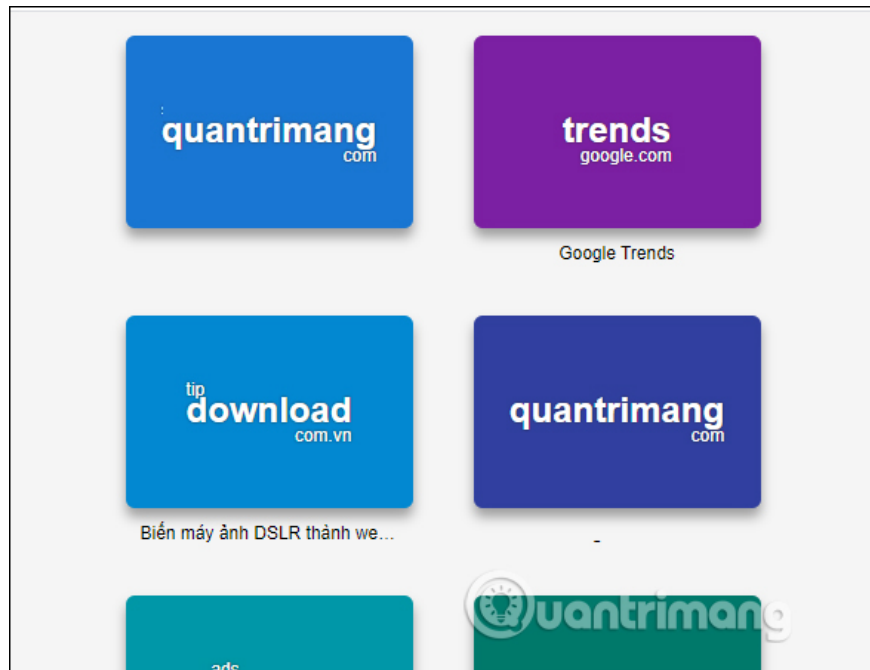 quantrimang
com
trends
google.com
Google Trends
tip
download
com.vn
Biến máy ảnh DSLR thành we...
quantrimang
com
-
ads
Quantrimang